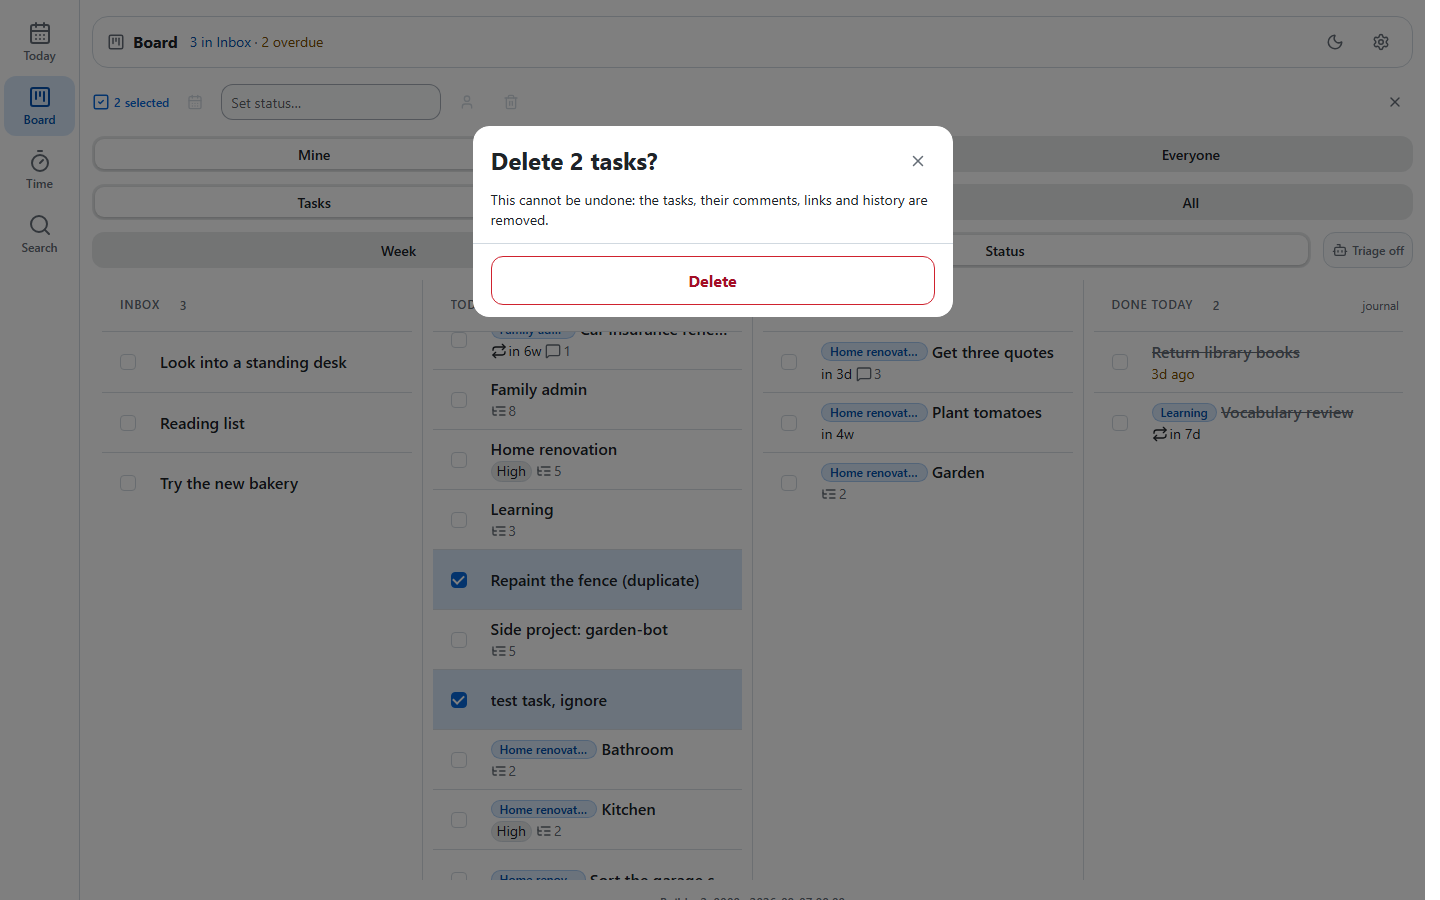 Today
Board
Time
Search
Board 3 in Inbox · 2 overdue
2 selected
Set status...
Mine
Everyone
Tasks
All
Week
Status
Triage off
Delete 2 tasks?
This cannot be undone: the tasks, their comments, links and history are
removed.
Delete
INBOX 3
Look into a standing desk
Reading list
Try the new bakery
in 6w 1
Family admin
8
Home renovation
High 5
Learning
3
Repaint the fence (duplicate)
Side project: garden-bot
5
test task, ignore
Home renovat... Bathroom
2
Home renovat... Kitchen
High 2
Home renovat... Get three quotes
in 3d 3
Home renovat... Plant tomatoes
in 4w
Home renovat... Garden
2
DONE TODAY 2
journal
Return library books
3d ago
Learning Vocabulary review
in 7d